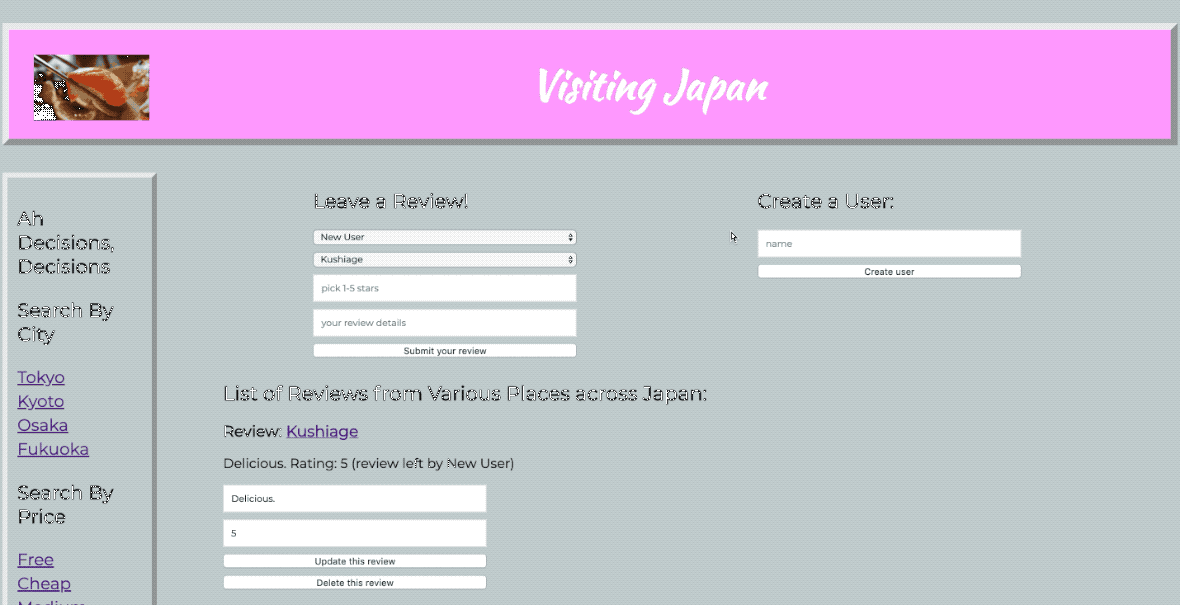 Visiting Japan
Ah
Decisions,
Decisions
Search By
City
Tokyo
Kyoto
Osaka
Fukuoka
Search By
Price
Free
Cheap
Medium
Leave a Review!
New User
Kushiage
pick 1-5 stars
your review details
Submit your review
Create a User:
name
Create user
List of Reviews from Various Places across Japan:
Review: Kushiage
Delicious. Rating: 5 (review left by New User)
Delicious.
5
Update this review
Delete this review